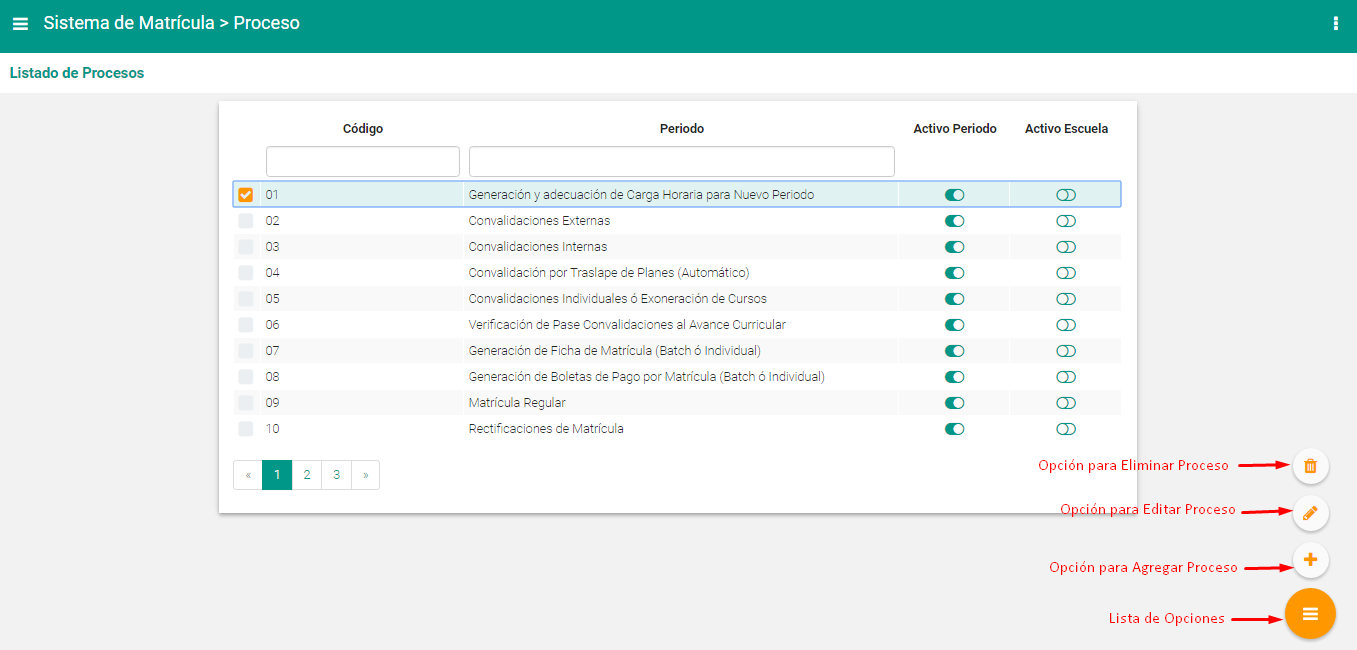 Sistema de Matrícula > Proceso
Listado de Procesos
Código Periodo Activo Periodo Activo Escuela
01 Generación y adecuación de Carga Horaria para Nuevo Periodo
02 Convalidaciones Externas
03 Convalidaciones Internas
04 Convalidación por Traslape de Planes (Automático)
05 Convalidaciones Individuales ó Exoneración de Cursos
06 Verificación de Pase Convalidaciones al Avance Curricular
07 Generación de Ficha de Matrícula (Batch ó Individual)
08 Generación de Boletas de Pago por Matrícula (Batch ó Individual)
09 Matrícula Regular
10 Rectificaciones de Matrícula
« 1 2 3 »
Opción para Eliminar Proceso
Opción para Editar Proceso
Opción para Agregar Proceso
Lista de Opciones